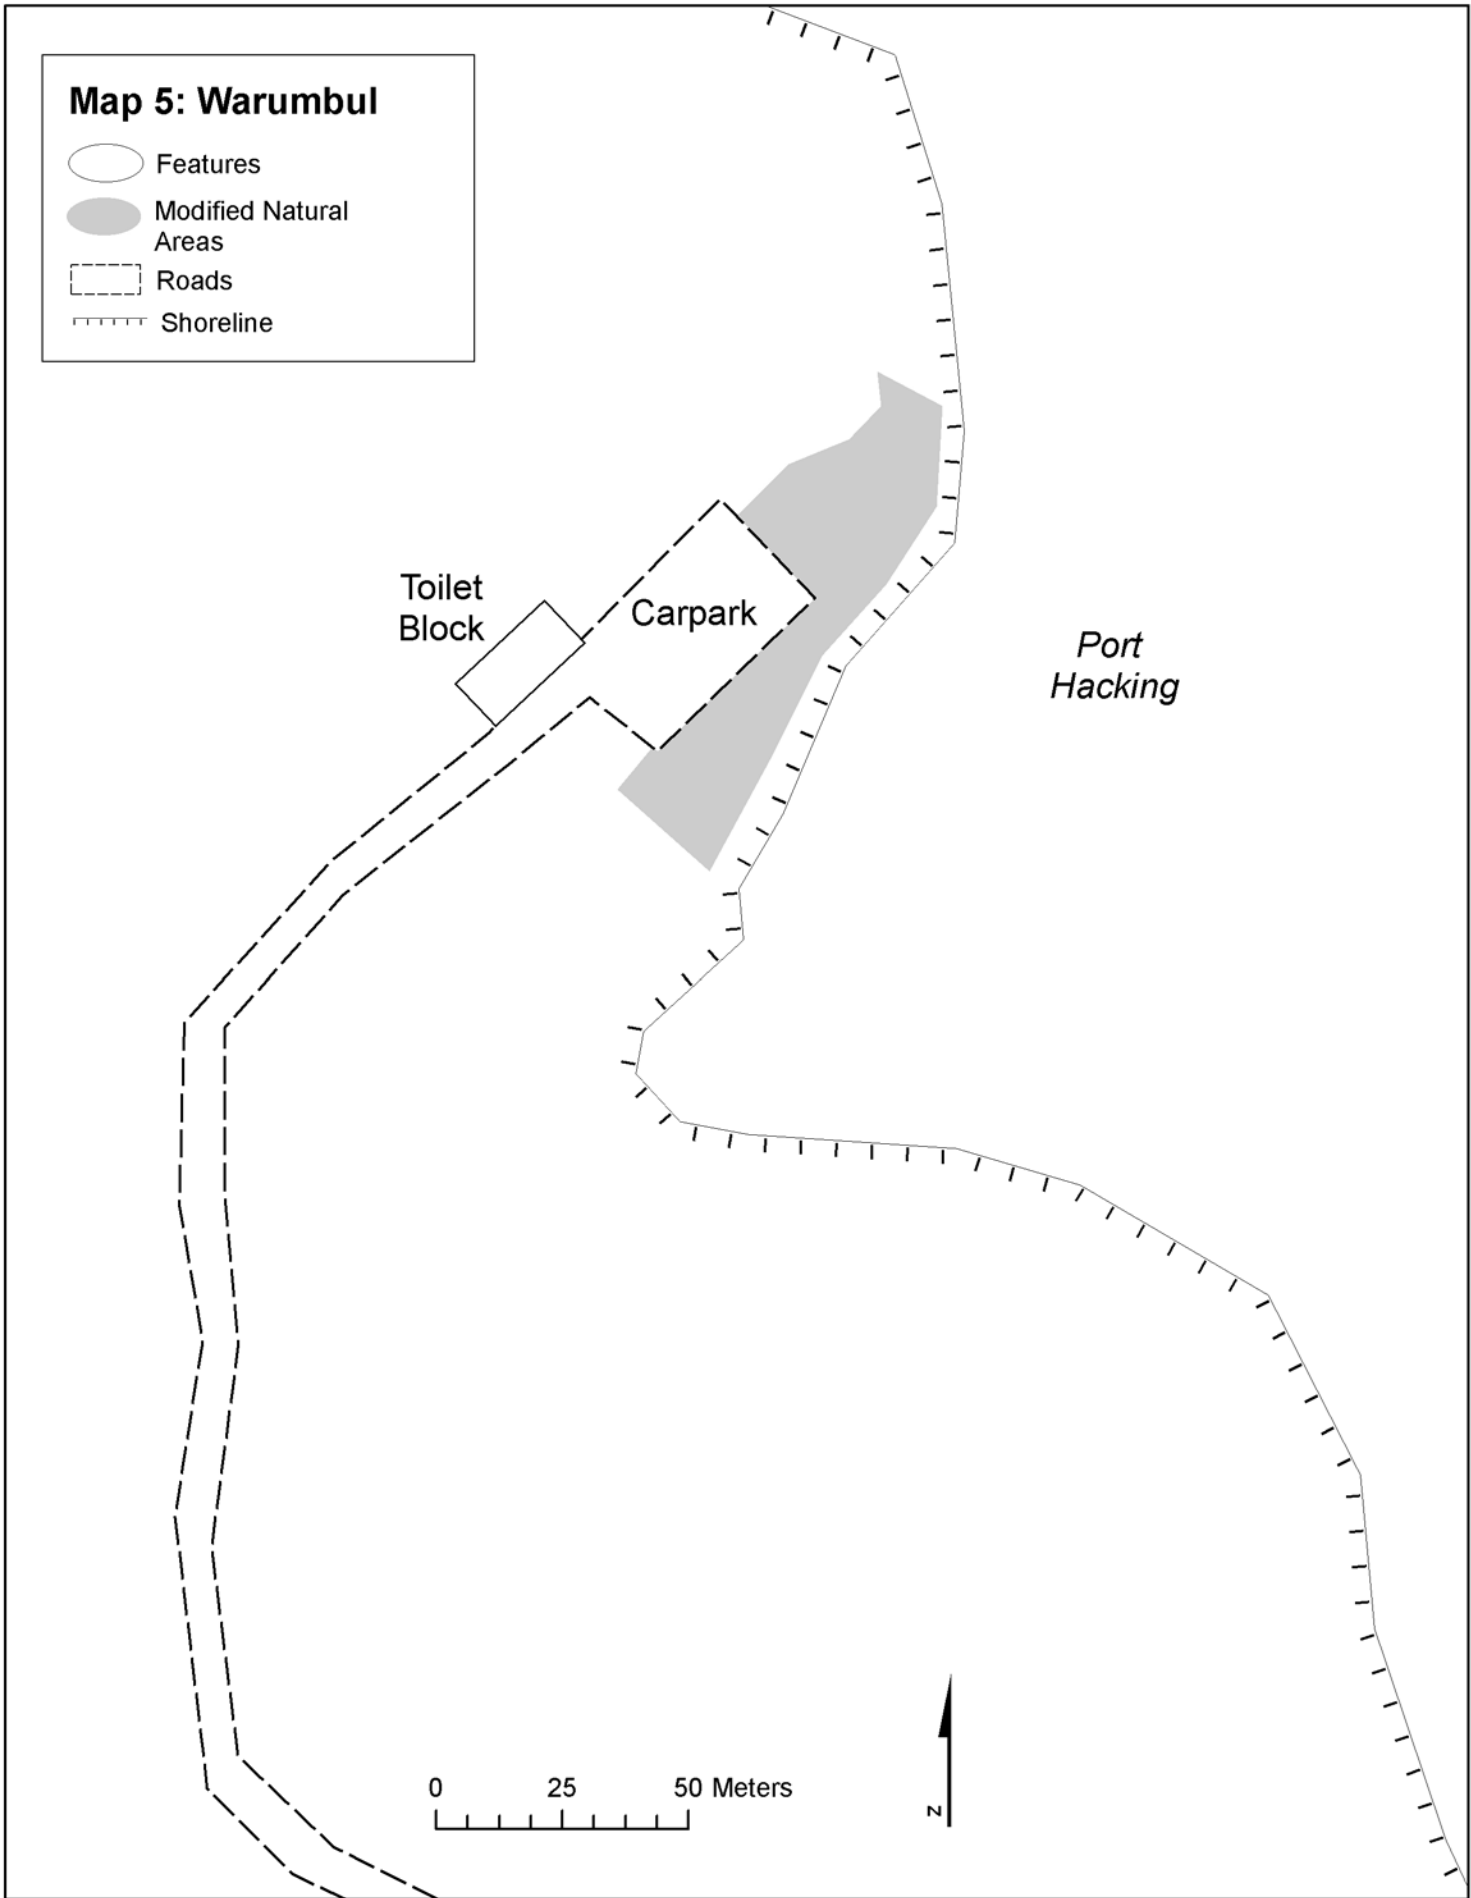 Map 5: Warumbul
Features
Modified Natural
Areas
Roads
Shoreline
Toilet
Block
Carpark
Port
Hacking
0 25 50 Meters
N